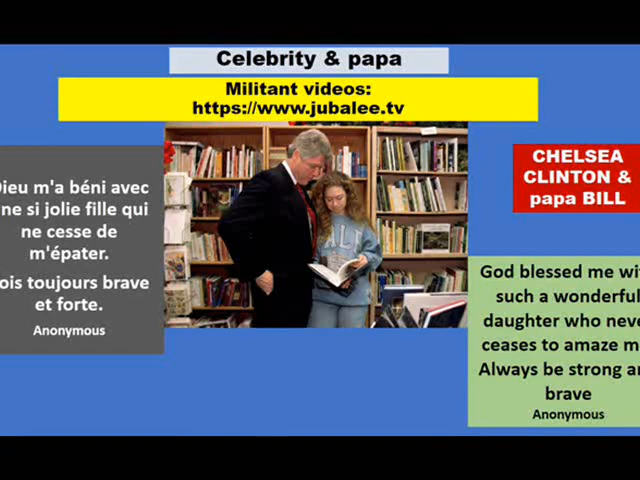 Celebrity & papa
Militant videos:
https://www.jubalee.tv
CHELSEA
CLINTON &
papa BILL
ieu m'a béni avec
ne si jolie fille qui
ne cesse de
m'épater.
ois toujours brave
et forte.
Anonymous
God blessed me wit
such a wonderful
daughter who neve
ceases to amaze m
Always be strong an
brave
Anonymous